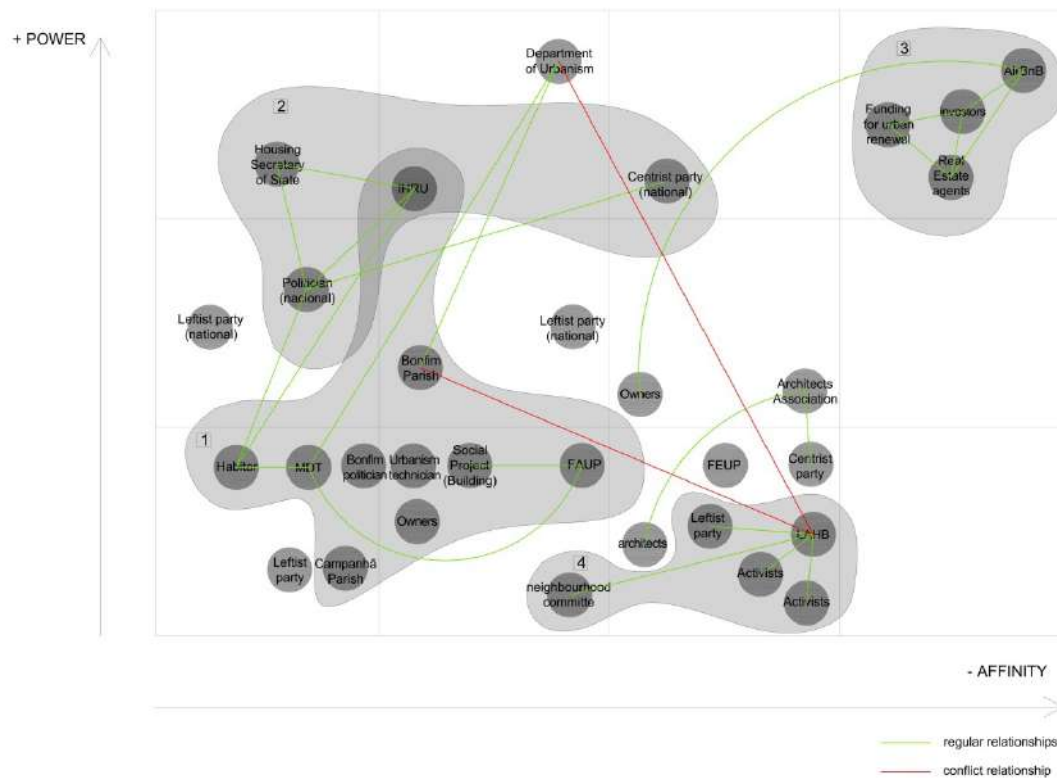 + POWER
Department
of Urbanism
3
AirBnB
2
Funding
for urban
renewal
Investors
Housing
Secretary
of State
IHRU
Centrist party
(national)
Real
Estate
agents
Politician
(nacional)
Leftist party
(national)
Leftist party
(national)
Bonfim
Parish
Owners
Architects
Association
1
Habitar
MDT
Bonfim
politician
Urbanism
technician
Social
Project
(Building)
FAUP
FEUP
Centrist
party
Owners
Leftist
party
architects
Leftist
party
Campanhã
Parish
4
neighbourhood
committe
Activists
Activists
- AFFINITY
regular relationships
conflict relationship